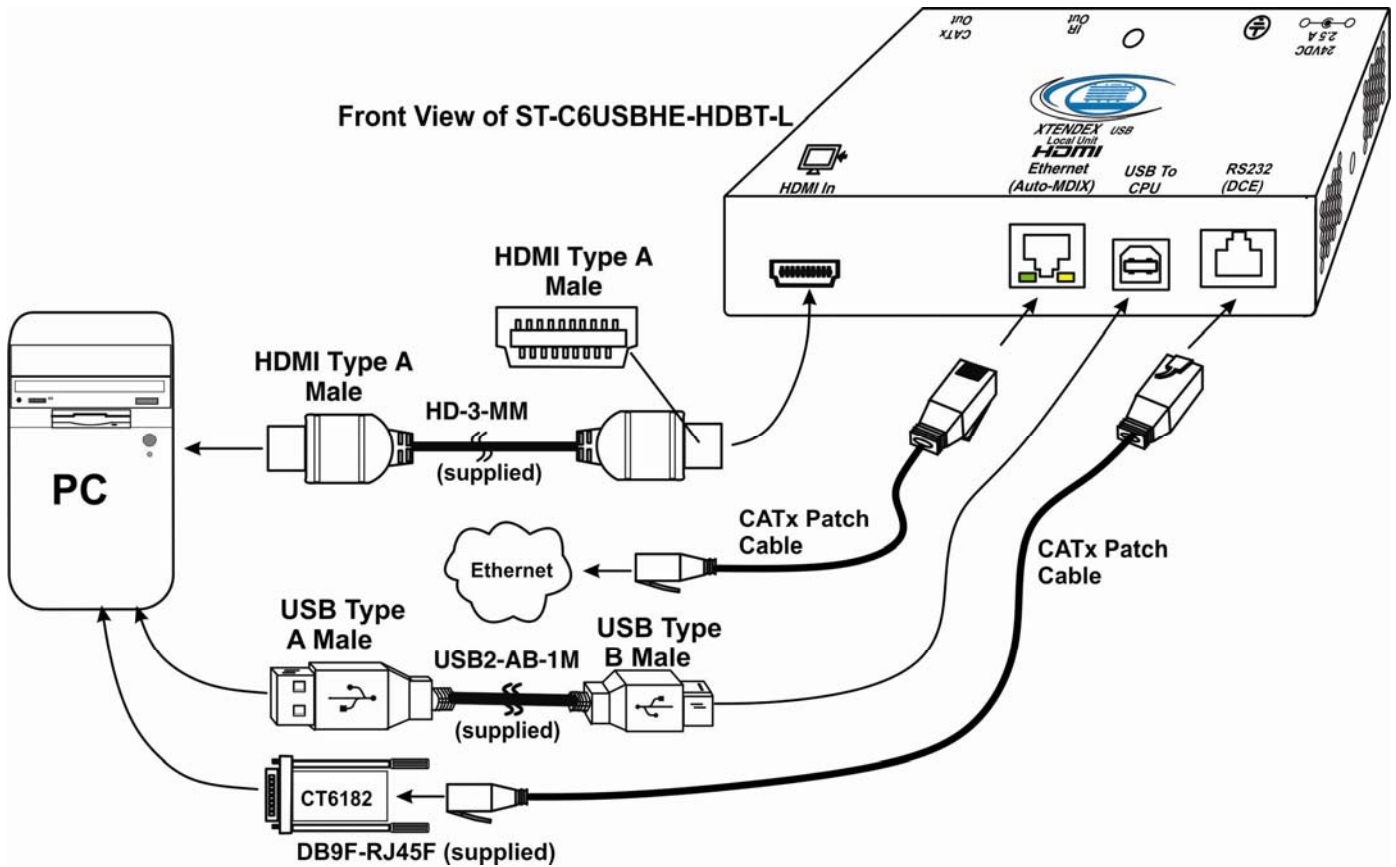 CATx
Out
IR
Out
24VDC
2.5 A
Front View of ST-C6USBHE-HDBT-L
XTENDEX USB
Local Unit
HDMI
HDMI In
Ethernet
(Auto-MDIX)
USB To
CPU
RS232
(DCE)
HDMI Type A
Male
HDMI Type A
Male
HD-3-MM
(supplied)
PC
CATx Patch
Cable
CATx Patch
Cable
Ethernet
USB Type
A Male
USB2-AB-1M
(supplied)
USB Type
B Male
CT6182
DB9F-RJ45F (supplied)